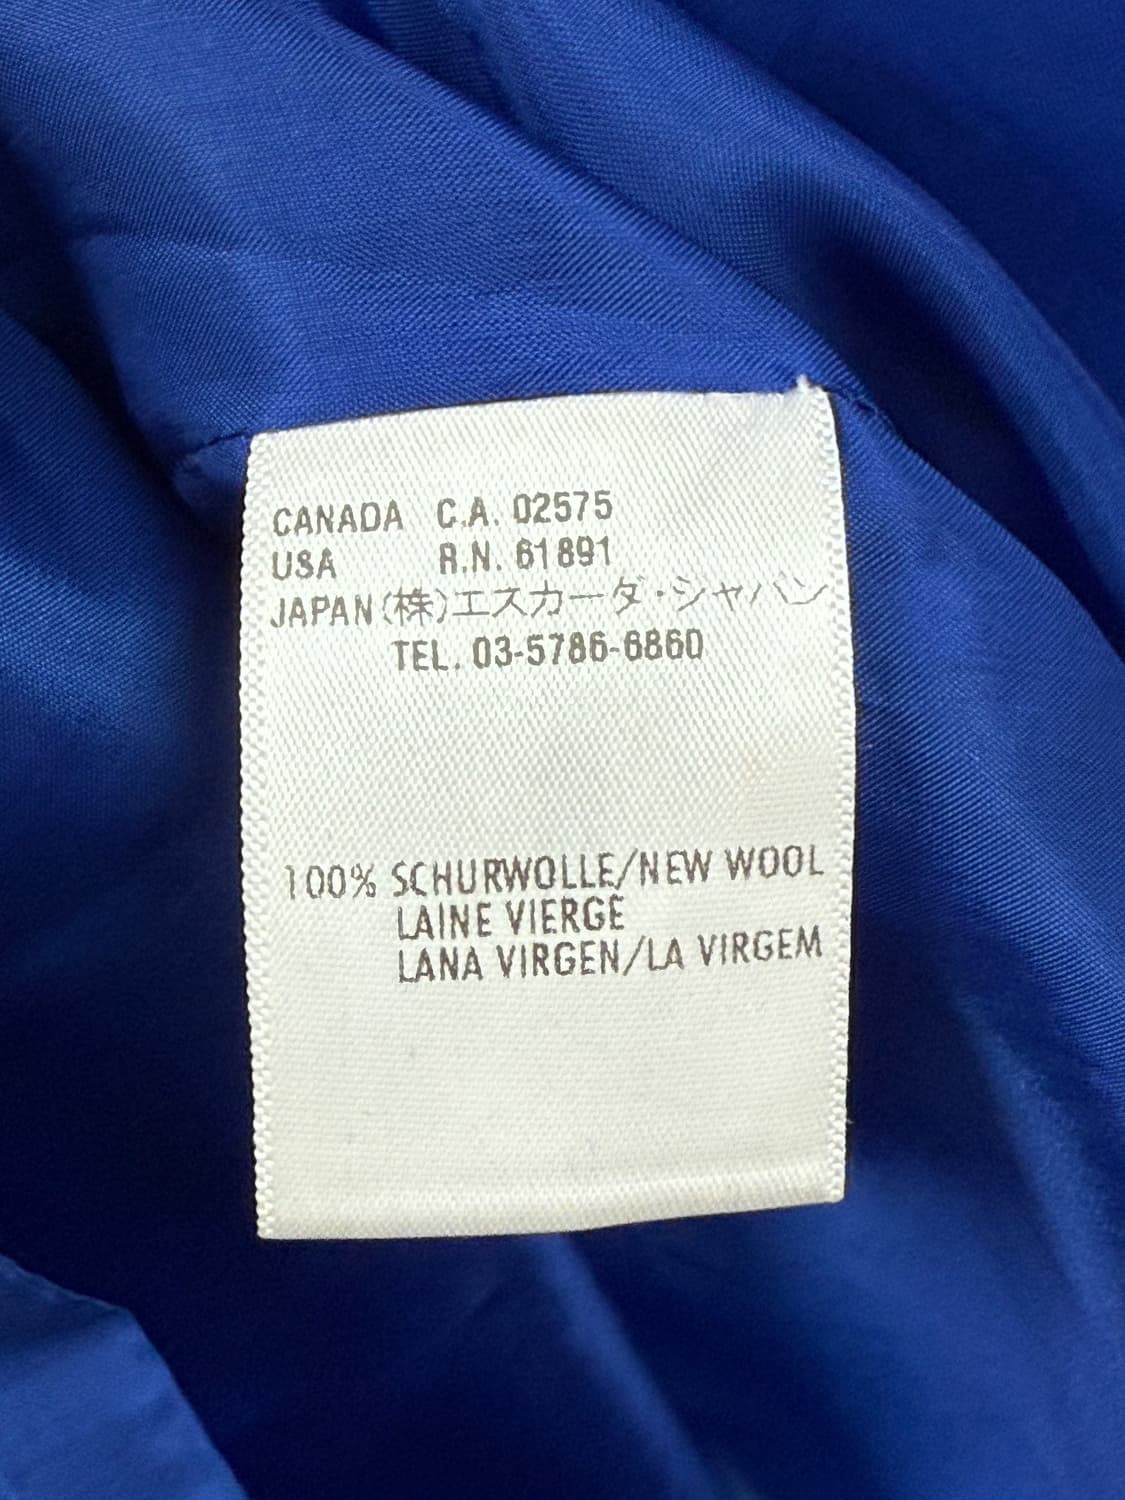 CANADA C.A. 02575
USA R.N. 61891
JAPAN (株)エスカーダ・ジャパン
TEL. 03-5786-6860
100% SCHURWOLLE/NEW WOOL
LAINE VIERGE
LANA VIRGEN/LA VIRGEM